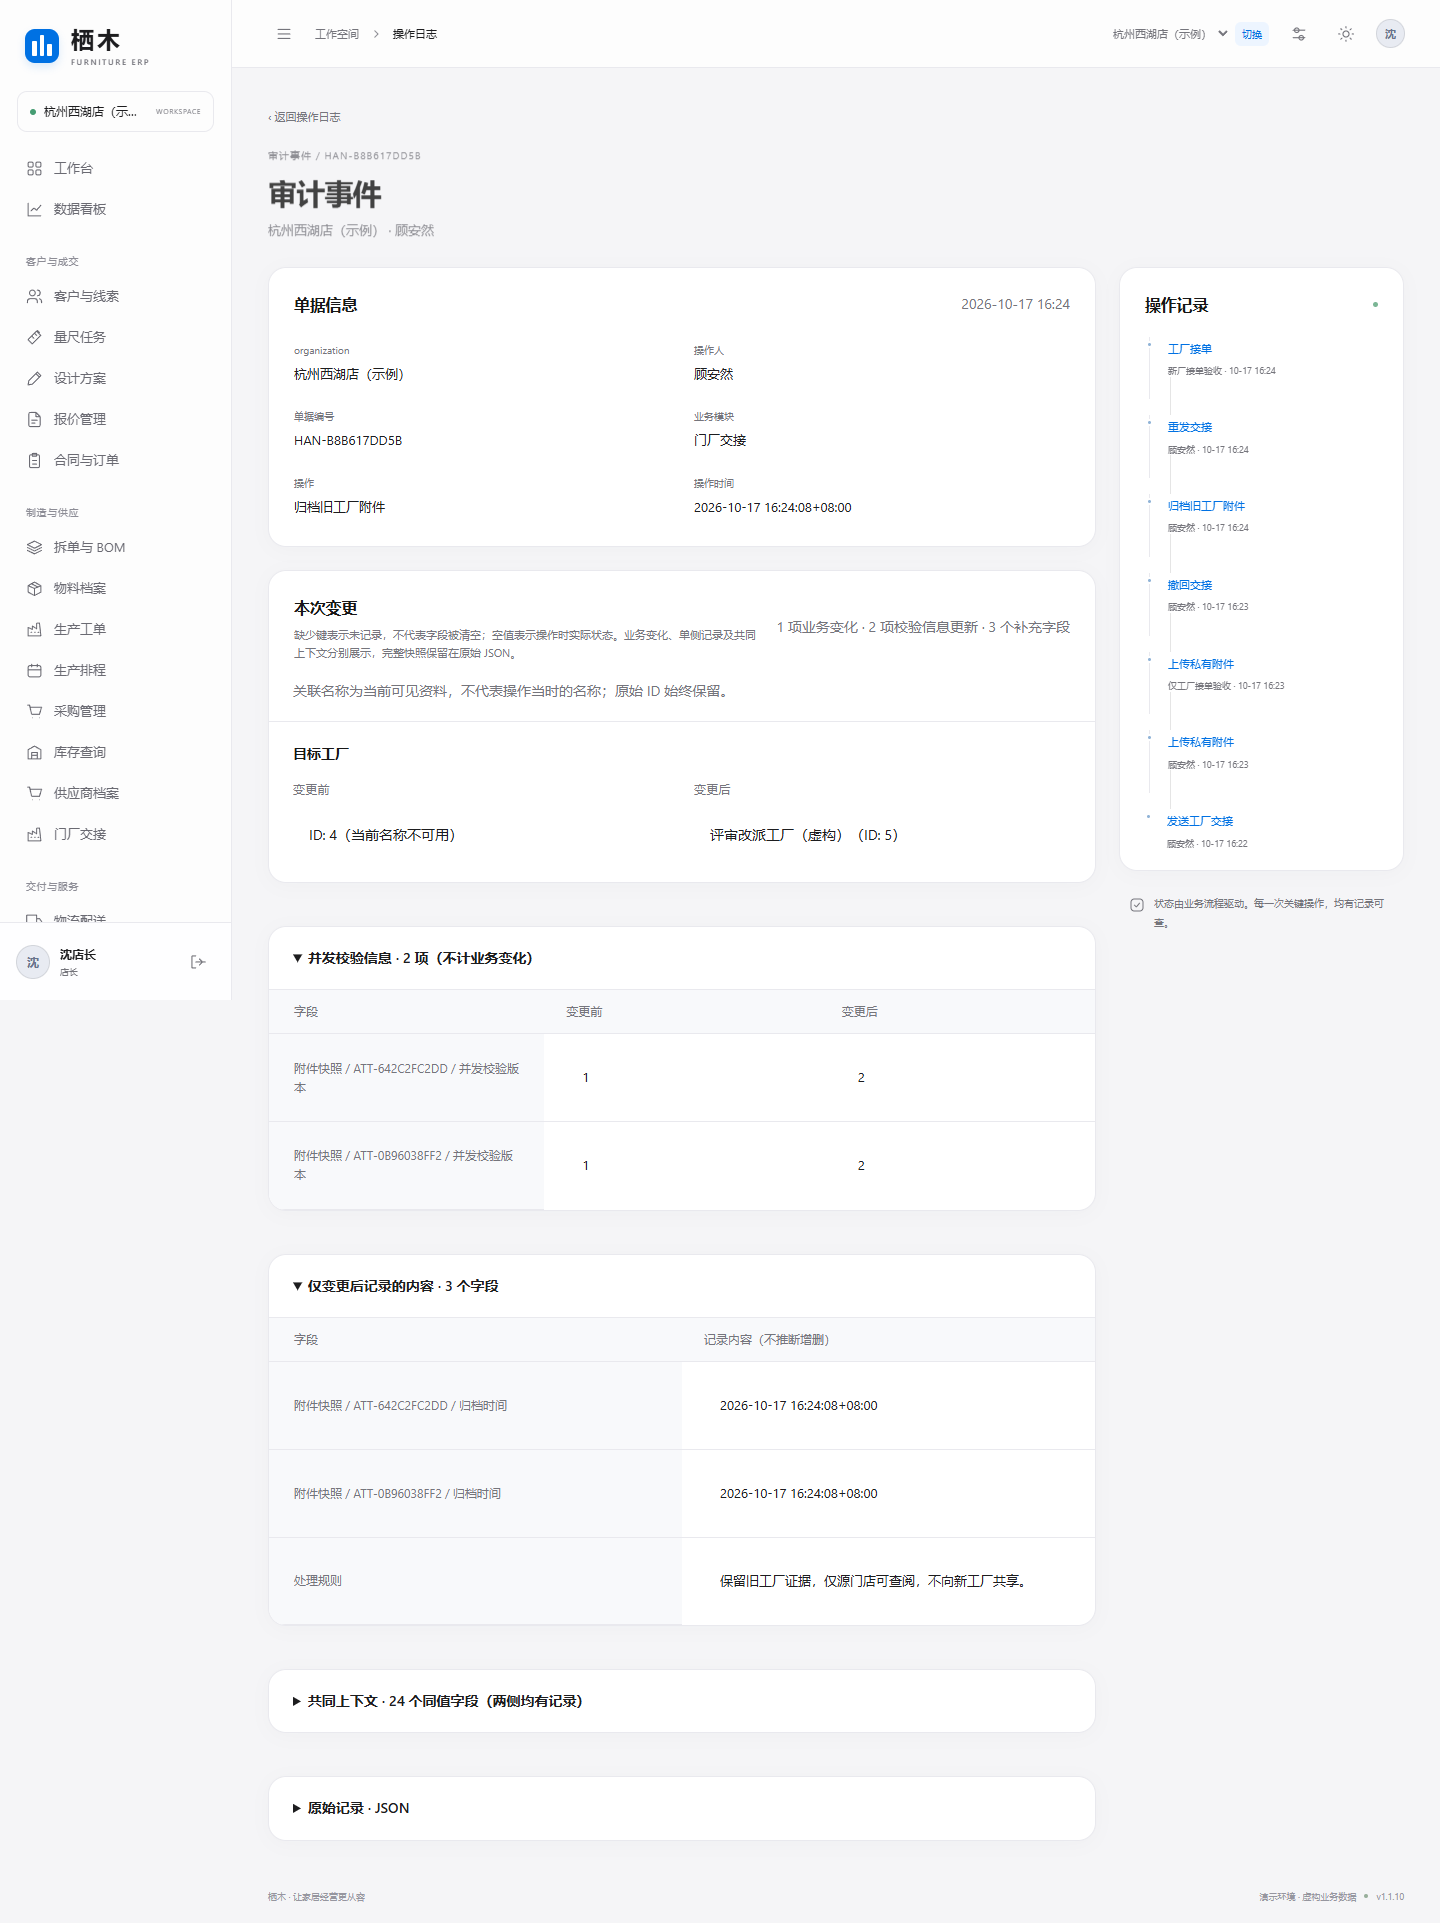 栖木
FURNITURE ERP
杭州西湖店（示...
WORKSPACE
工作台
数据看板
客户与成交
客户与线索
量尺任务
设计方案
报价管理
合同与订单
制造与供应
拆单与 BOM
物料档案
生产工单
生产排程
采购管理
库存查询
供应商档案
门厂交接
交付与服务
物流配送
沈
沈店长
店长
工作空间
操作日志
杭州西湖店（示例）
切换
沈
‹ 返回操作日志
审计事件 / HAN-B8B617DD5B
审计事件
杭州西湖店（示例） · 顾安然
单据信息
2026-10-17 16:24
organization
操作人
杭州西湖店（示例）
顾安然
单据编号
业务模块
HAN-B8B617DD5B
门厂交接
操作
操作时间
归档旧工厂附件
2026-10-17 16:24:08+08:00
本次变更
缺少键表示未记录，不代表字段被清空；空值表示操作时实际状态。业务变化、单侧记录及共同
上下文分别展示，完整快照保留在原始 JSON。
1 项业务变化 · 2 项校验信息更新 · 3 个补充字段
关联名称为当前可见资料，不代表操作当时的名称；原始 ID 始终保留。
目标工厂
变更前
变更后
ID: 4（当前名称不可用）
评审改派工厂（虚构）（ID: 5）
▼ 并发校验信息 · 2 项（不计业务变化）
字段
变更前
变更后
附件快照 / ATT-642C2FC2DD / 并发校验版
本
1
2
附件快照 / ATT-0B96038FF2 / 并发校验版
本
1
2
▼ 仅变更后记录的内容 · 3 个字段
字段
记录内容（不推断增删）
附件快照 / ATT-642C2FC2DD / 归档时间
2026-10-17 16:24:08+08:00
附件快照 / ATT-0B96038FF2 / 归档时间
2026-10-17 16:24:08+08:00
处理规则
保留旧工厂证据，仅源门店可查阅，不向新工厂共享。
▶ 共同上下文 · 24 个同值字段（两侧均有记录）
▶ 原始记录 · JSON
操作记录
工厂接单
新厂接单验收 · 10-17 16:24
重发交接
顾安然 · 10-17 16:24
归档旧工厂附件
顾安然 · 10-17 16:24
撤回交接
顾安然 · 10-17 16:23
上传私有附件
仅工厂接单验收 · 10-17 16:23
上传私有附件
顾安然 · 10-17 16:23
发送工厂交接
顾安然 · 10-17 16:22
状态由业务流程驱动。每一次关键操作，均有记录可
查。
栖木 · 让家居经营更从容
演示环境 · 虚构业务数据
v1.1.10